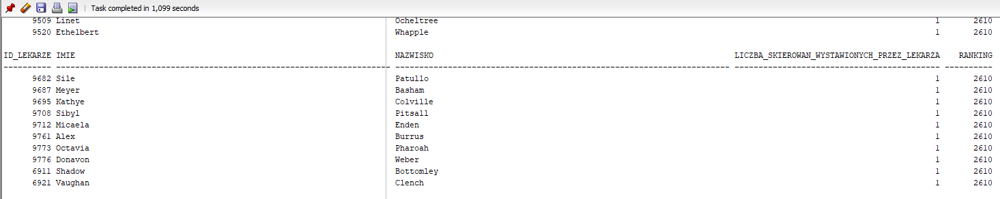 Task completed in 1,099 seconds
9509 Linet Ocheltree 1 2610
9520 Ethelbert Whapple 1 2610
ID_LEKARZE IMIE NAZWISKO LICZBA_SKIEROWAN_WYSTAWIONYCH_PRZEZ_LEKARZA RANKING
9682 Sile Patullo 1 2610
9687 Meyer Basham 1 2610
9695 Kathye Colville 1 2610
9708 Sibyl Pitsall 1 2610
9712 Micaela Enden 1 2610
9761 Alex Burrus 1 2610
9773 Octavia Pharoah 1 2610
9776 Donavon Weber 1 2610
6911 Shadow Bottomley 1 2610
6921 Vaughan Clench 1 2610